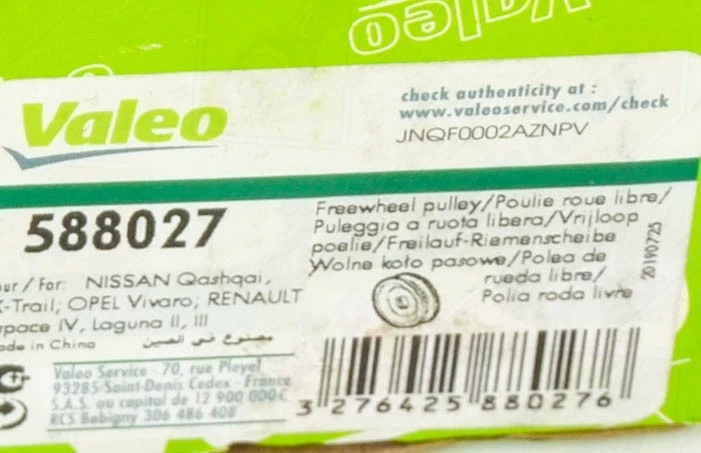 Valeo
Valeo
check authenticity at :
www.valeoservice.com/check
JNQF0002AZNPV
588027
Freewheel pulley/Poulie roue libre/
Puleggia a ruota libera/Vrijloop
poelie/Freilauf-Riemenscheibe
Wolne koło pasowe/Polea de
rueda libre/
Polia roda livre
20190725
/ For: NISSAN Qashqai,
X-Trail; OPEL Vivaro; RENAULT
IV, Laguna II, III
in China مصنوع في الصين
Valeo Service - 70, rue Pleyel
93285 Saint-Denis Cedex - France
S.A.S. au capital de 12 900 000€
RCS Bobigny 306 486 408
3 276425 880276